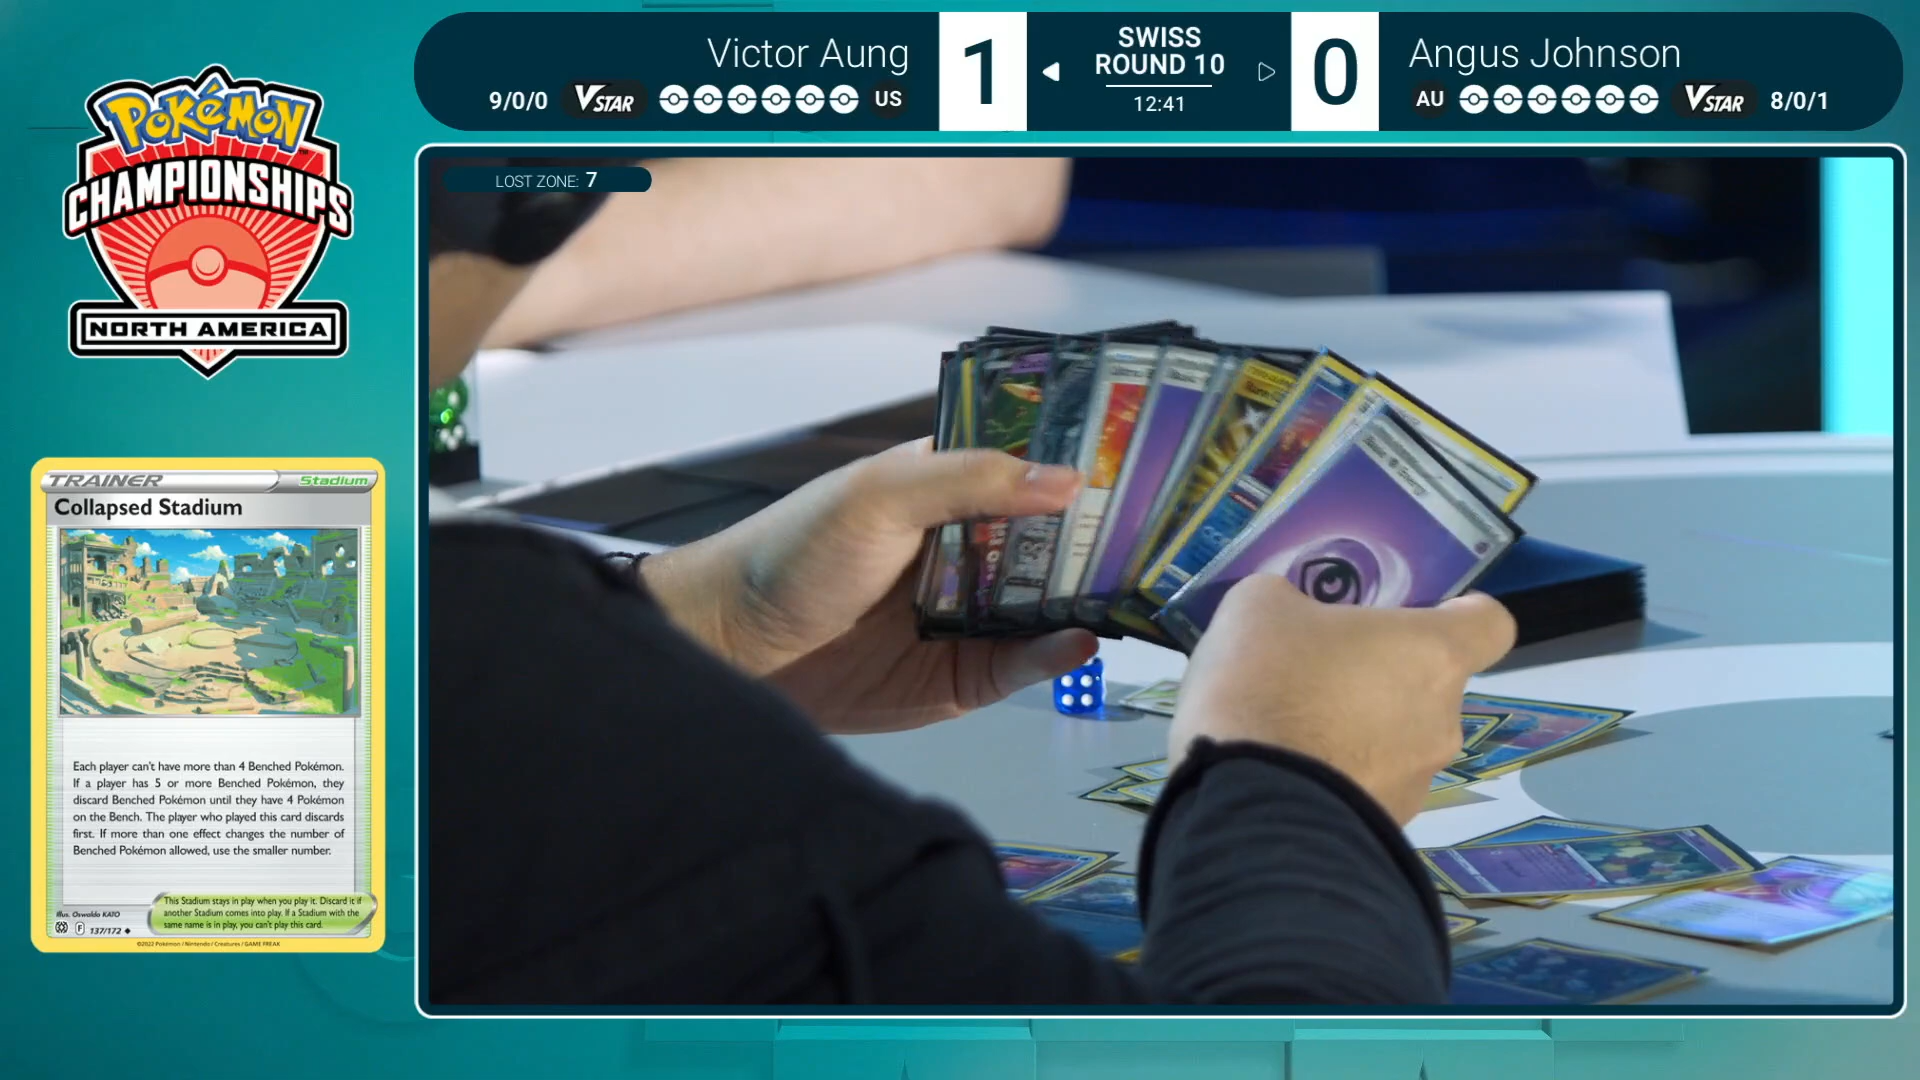 Victor Aung
9/0/0 VSTAR US
1
SWISS
ROUND 10
12:41
0
Angus Johnson
AU VSTAR 8/0/1
Pokémon
CHAMPIONSHIPS
NORTH AMERICA
LOST ZONE: 7
TRAINER Stadium
Collapsed Stadium
Each player can't have more than 4 Benched Pokémon.
If a player has 5 or more Benched Pokémon, they
discard Benched Pokémon until they have 4 Pokémon
on the Bench. The player who played this card discards
first. If more than one effect changes the number of
Benched Pokémon allowed, use the smaller number.
This Stadium stays in play when you play it. Discard it if
another Stadium comes into play. If a Stadium with the
same name is in play, you can't play this card.
Illus. Oswaldo KATO
F 137/172
©2022 Pokémon / Nintendo / Creatures / GAME FREAK